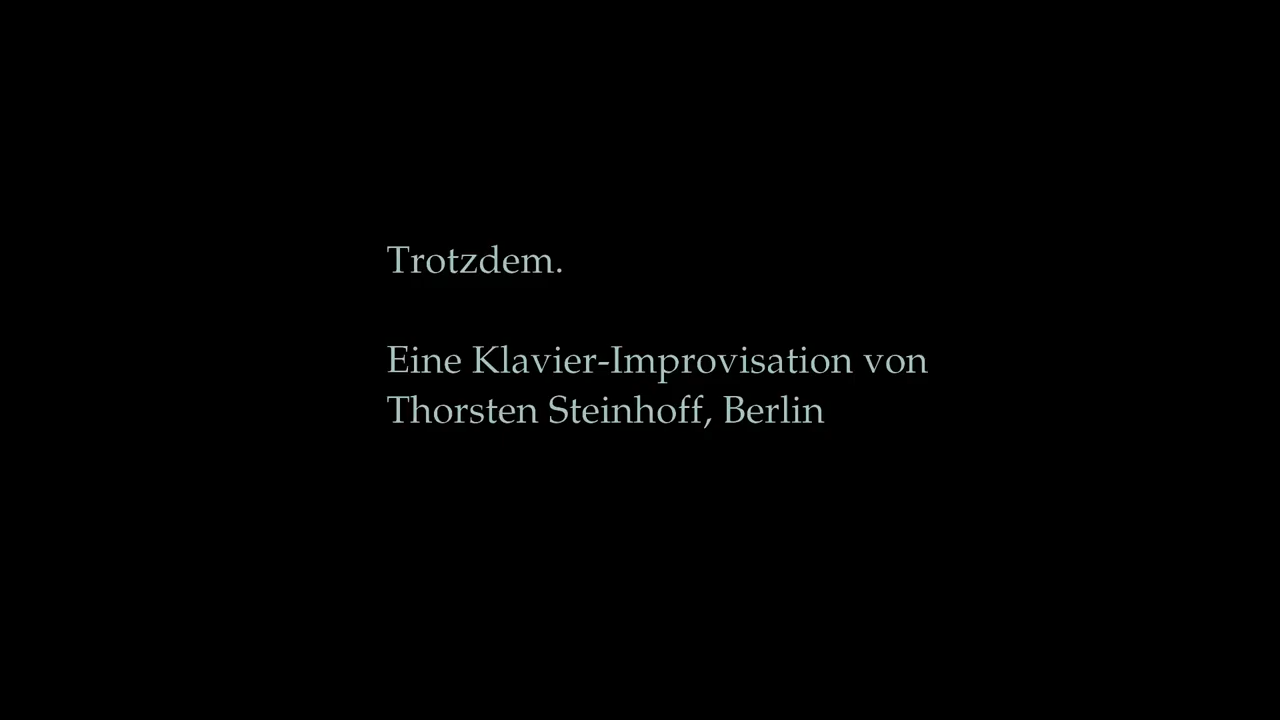 Trotzdem.
Eine Klavier-Improvisation von
Thorsten Steinhoff, Berlin